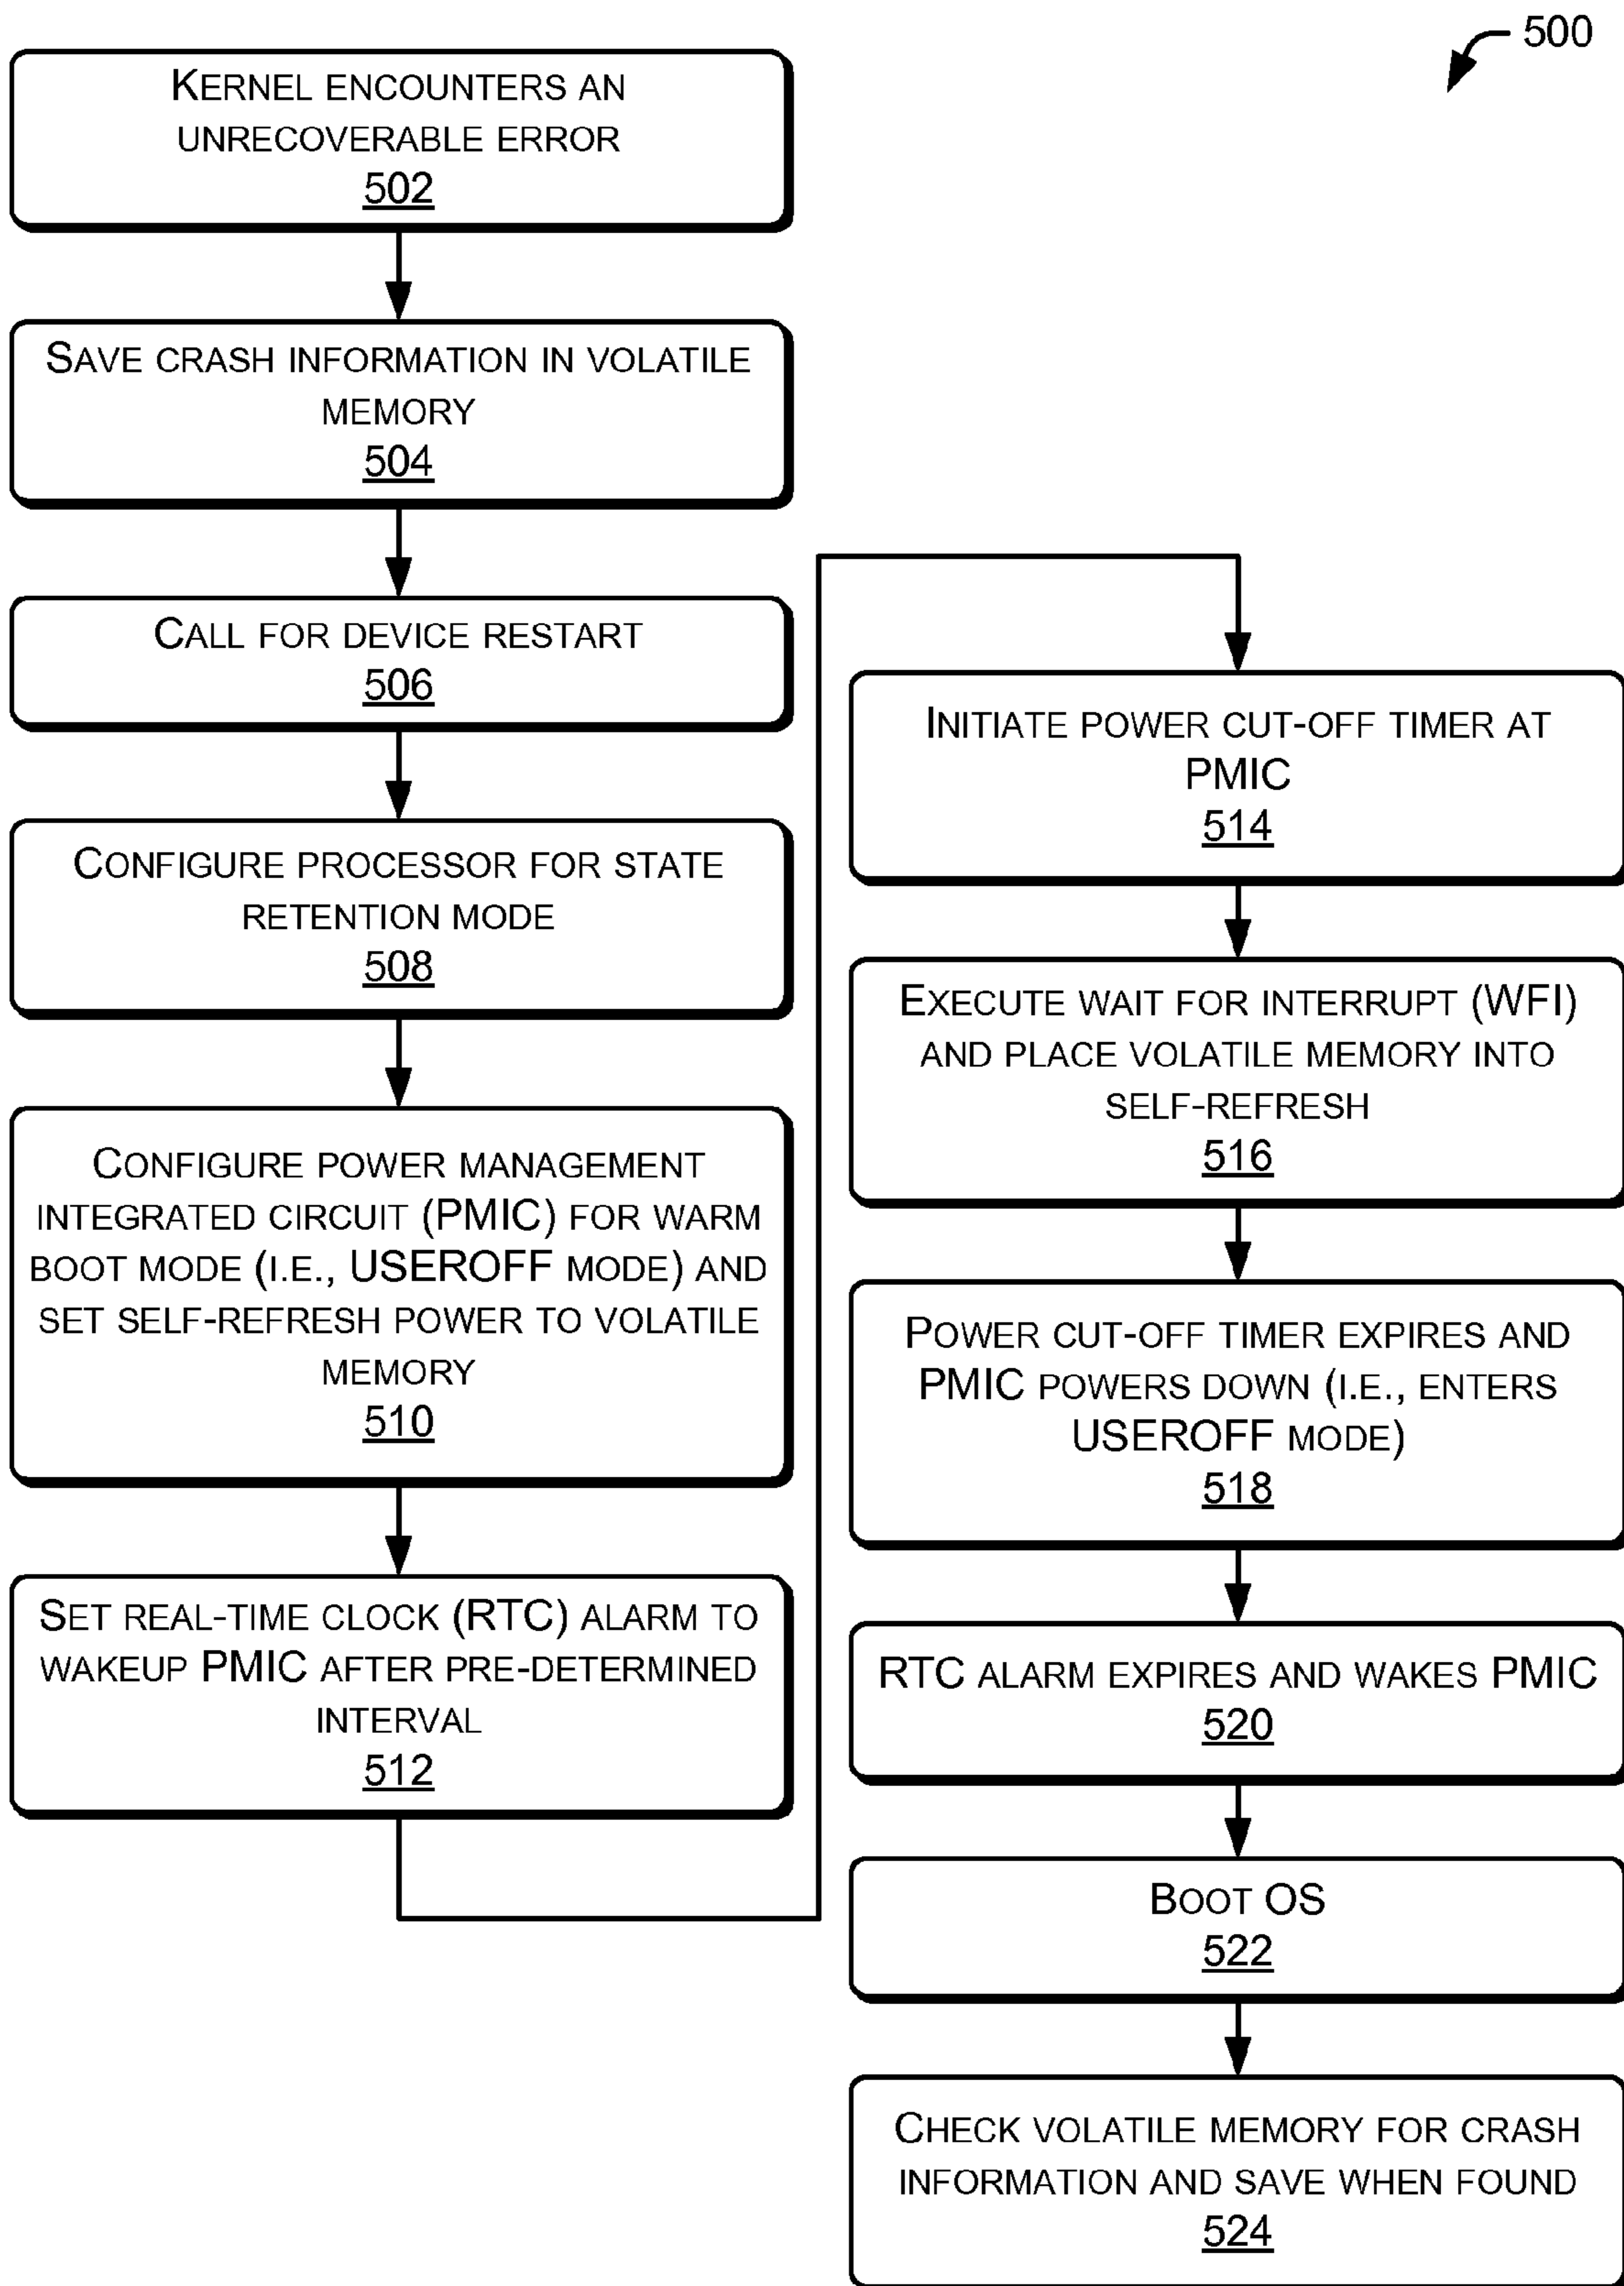 500
KERNEL ENCOUNTERS AN
UNRECOVERABLE ERROR
502
SAVE CRASH INFORMATION IN VOLATILE
MEMORY
504
CALL FOR DEVICE RESTART
506
CONFIGURE PROCESSOR FOR STATE
RETENTION MODE
508
CONFIGURE POWER MANAGEMENT
INTEGRATED CIRCUIT (PMIC) FOR WARM
BOOT MODE (I.E., USEROFF MODE) AND
SET SELF-REFRESH POWER TO VOLATILE
MEMORY
510
SET REAL-TIME CLOCK (RTC) ALARM TO
WAKEUP PMIC AFTER PRE-DETERMINED
INTERVAL
512
INITIATE POWER CUT-OFF TIMER AT
PMIC
514
EXECUTE WAIT FOR INTERRUPT (WFI)
AND PLACE VOLATILE MEMORY INTO
SELF-REFRESH
516
POWER CUT-OFF TIMER EXPIRES AND
PMIC POWERS DOWN (I.E., ENTERS
USEROFF MODE)
518
RTC ALARM EXPIRES AND WAKES PMIC
520
BOOT OS
522
CHECK VOLATILE MEMORY FOR CRASH
INFORMATION AND SAVE WHEN FOUND
524